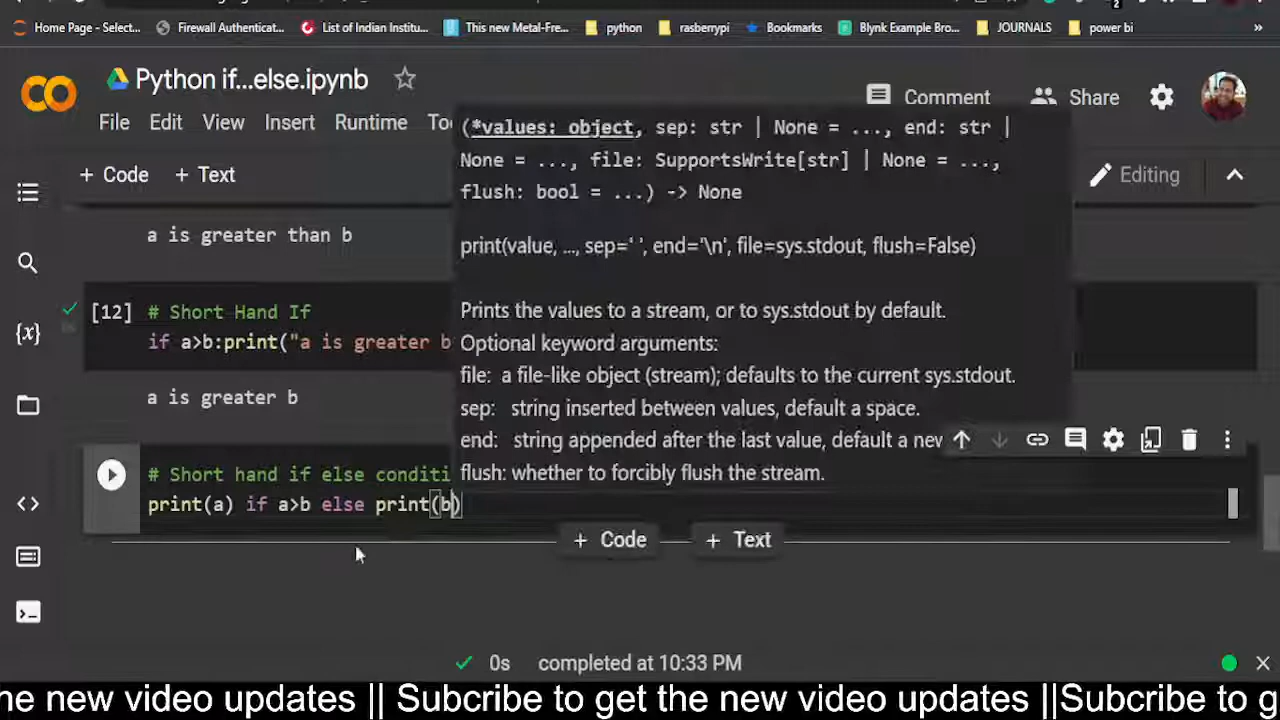 Home Page - Select... Firewall Authenticat... List of Indian Institu... This new Metal-Fre... python rasberrypi Bookmarks Blynk Example Bro... JOURNALS power bi »
Python if...else.ipynb
Comment Share
File Edit View Insert Runtime
+ Code + Text
Editing
(*values: object, sep: str | None = ..., end: str |
None = ..., file: SupportsWrite[str] | None = ...,
flush: bool = ...) -> None
print(value, ..., sep=' ', end='\n', file=sys.stdout, flush=False)
Prints the values to a stream, or to sys.stdout by default.
Optional keyword arguments:
file: a file-like object (stream); defaults to the current sys.stdout.
sep: string inserted between values, default a space.
end: string appended after the last value, default a new
flush: whether to forcibly flush the stream.
a is greater than b
[12] # Short Hand If
if a>b:print("a is greater b
a is greater b
# Short hand if else conditi
print(a) if a>b else print(b)
+ Code + Text
0s completed at 10:33 PM
he new video updates || Subcribe to get the new video updates ||Subcribe to g